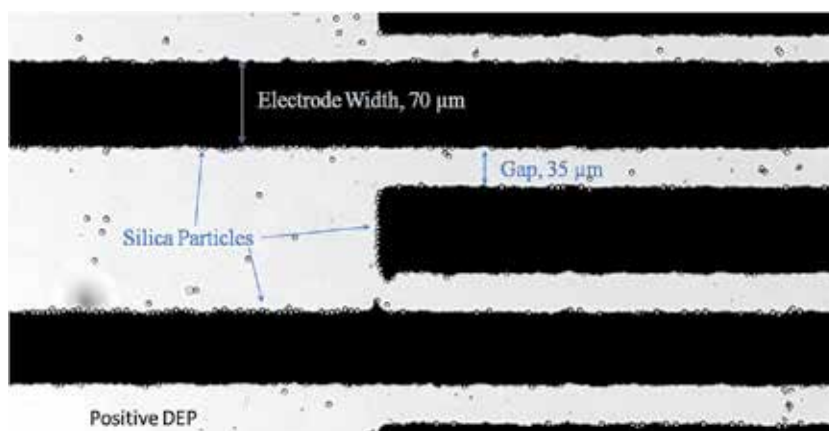 Electrode Width, 70 µm
Gap, 35 µm
Silica Particles
Positive DEP